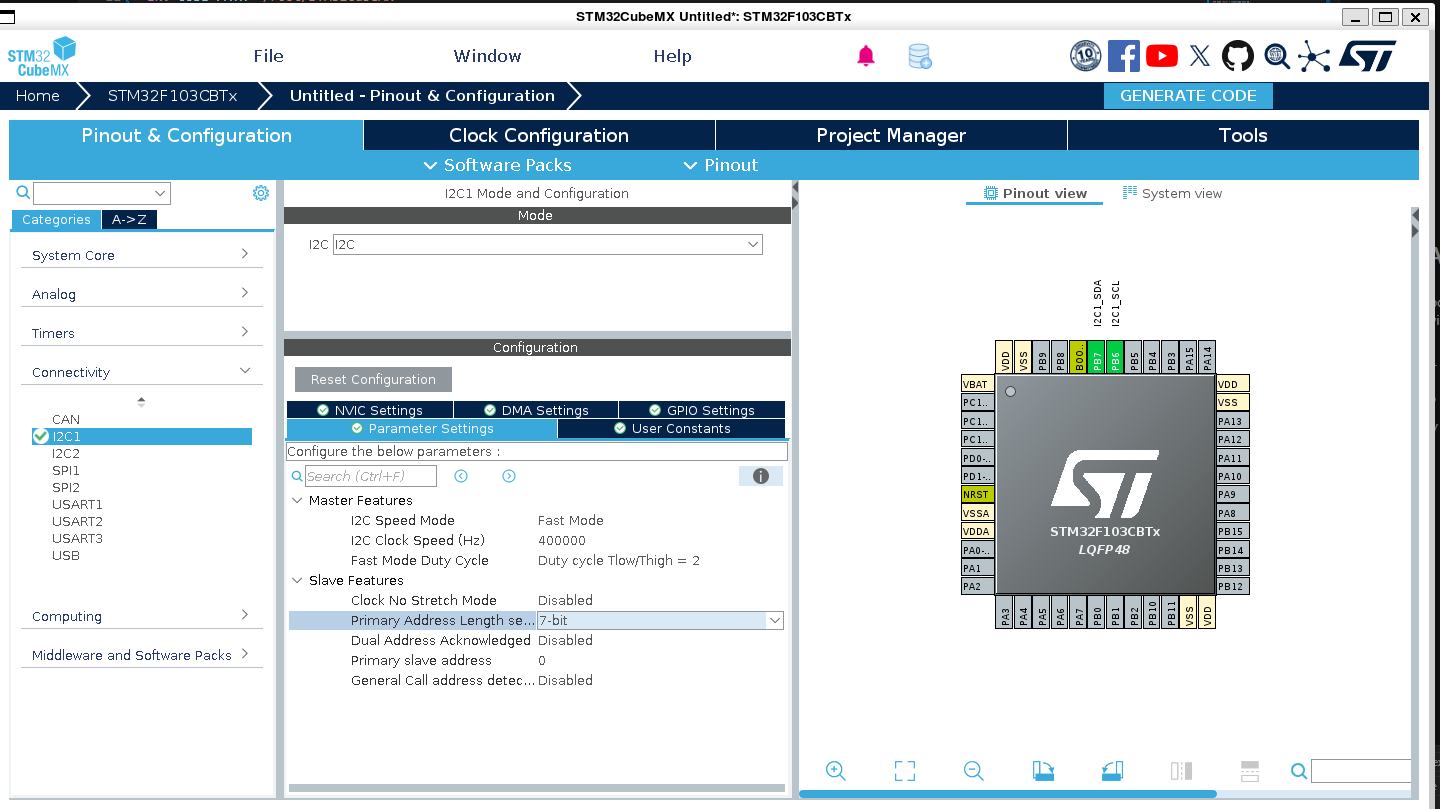 STM32CubeMX Untitled*: STM32F103CBTx
STM32 CubeMX
File Window Help
10
Home STM32F103CBTx Untitled - Pinout & Configuration GENERATE CODE
Pinout & Configuration Clock Configuration Project Manager Tools
Software Packs Pinout
Categories A->Z
System Core
Analog
Timers
Connectivity
CAN
I2C1
I2C2
SPI1
SPI2
USART1
USART2
USART3
USB
Computing
Middleware and Software Packs
I2C1 Mode and Configuration
Mode
I2C I2C
Configuration
Reset Configuration
NVIC Settings DMA Settings GPIO Settings
Parameter Settings User Constants
Configure the below parameters :
Search (Ctrl+F)
Master Features
I2C Speed Mode Fast Mode
I2C Clock Speed (Hz) 400000
Fast Mode Duty Cycle Duty cycle Tlow/Thigh = 2
Slave Features
Clock No Stretch Mode Disabled
Primary Address Length se... 7-bit
Dual Address Acknowledged Disabled
Primary slave address 0
General Call address detec... Disabled
Pinout view System view
I2C1_SDA
I2C1_SCL
VDD VSS PB9 PB8 BOO.. PB7 PB6 PB5 PB4 PB3 PA15 PA14
VBAT
PC1..
PC1..
PC1..
PD0-..
PD1-..
NRST
VSSA
VDDA
PA0-..
PA1
PA2
STM32F103CBTx
LQFP48
VDD
VSS
PA13
PA12
PA11
PA10
PA9
PA8
PB15
PB14
PB13
PB12
PA3 PA4 PA5 PA6 PA7 PB0 PB1 PB2 PB10 PB11 VSS VDD